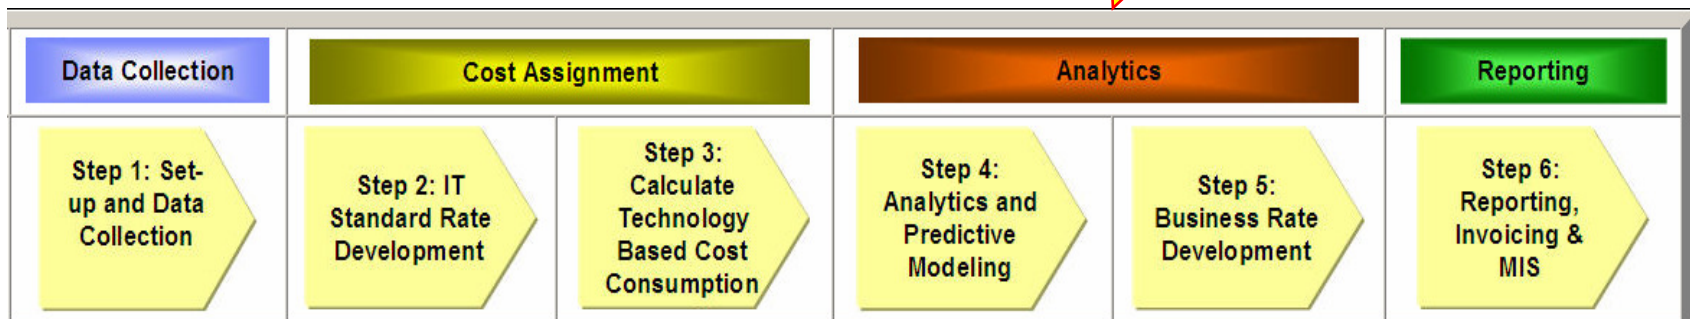 Data Collection
Cost Assignment
Analytics
Reporting
Step 1: Set-
up and Data
Collection
Step 2: IT
Standard Rate
Development
Step 3:
Calculate
Technology
Based Cost
Consumption
Step 4:
Analytics and
Predictive
Modeling
Step 5:
Business Rate
Development
Step 6:
Reporting,
Invoicing &
MIS